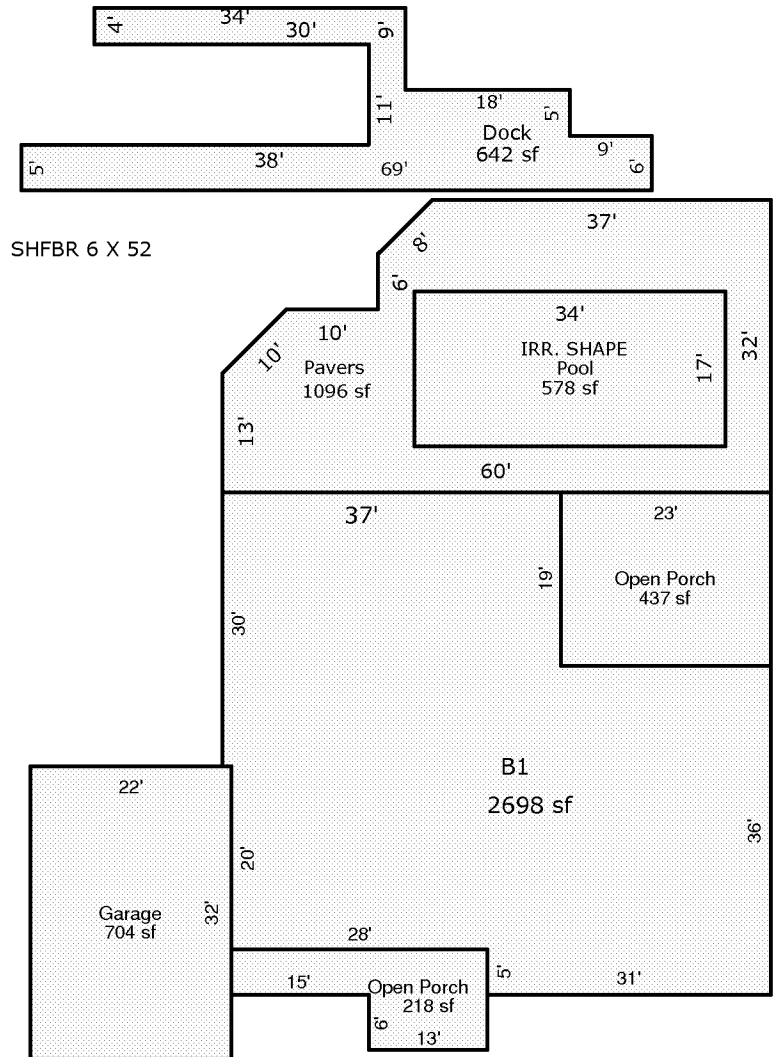 4'
34'
30'
9'
11'
18'
5'
Dock
642 sf
9'
6'
5'
38'
69'
SHFBR 6 X 52
37'
8'
6'
10'
10'
34'
IRR. SHAPE
Pool
578 sf
17'
32'
Pavers
1096 sf
13'
60'
37'
23'
19'
Open Porch
437 sf
30'
B1
2698 sf
22'
36'
20'
32'
Garage
704 sf
28'
15'
Open Porch
218 sf
5'
31'
6'
13'